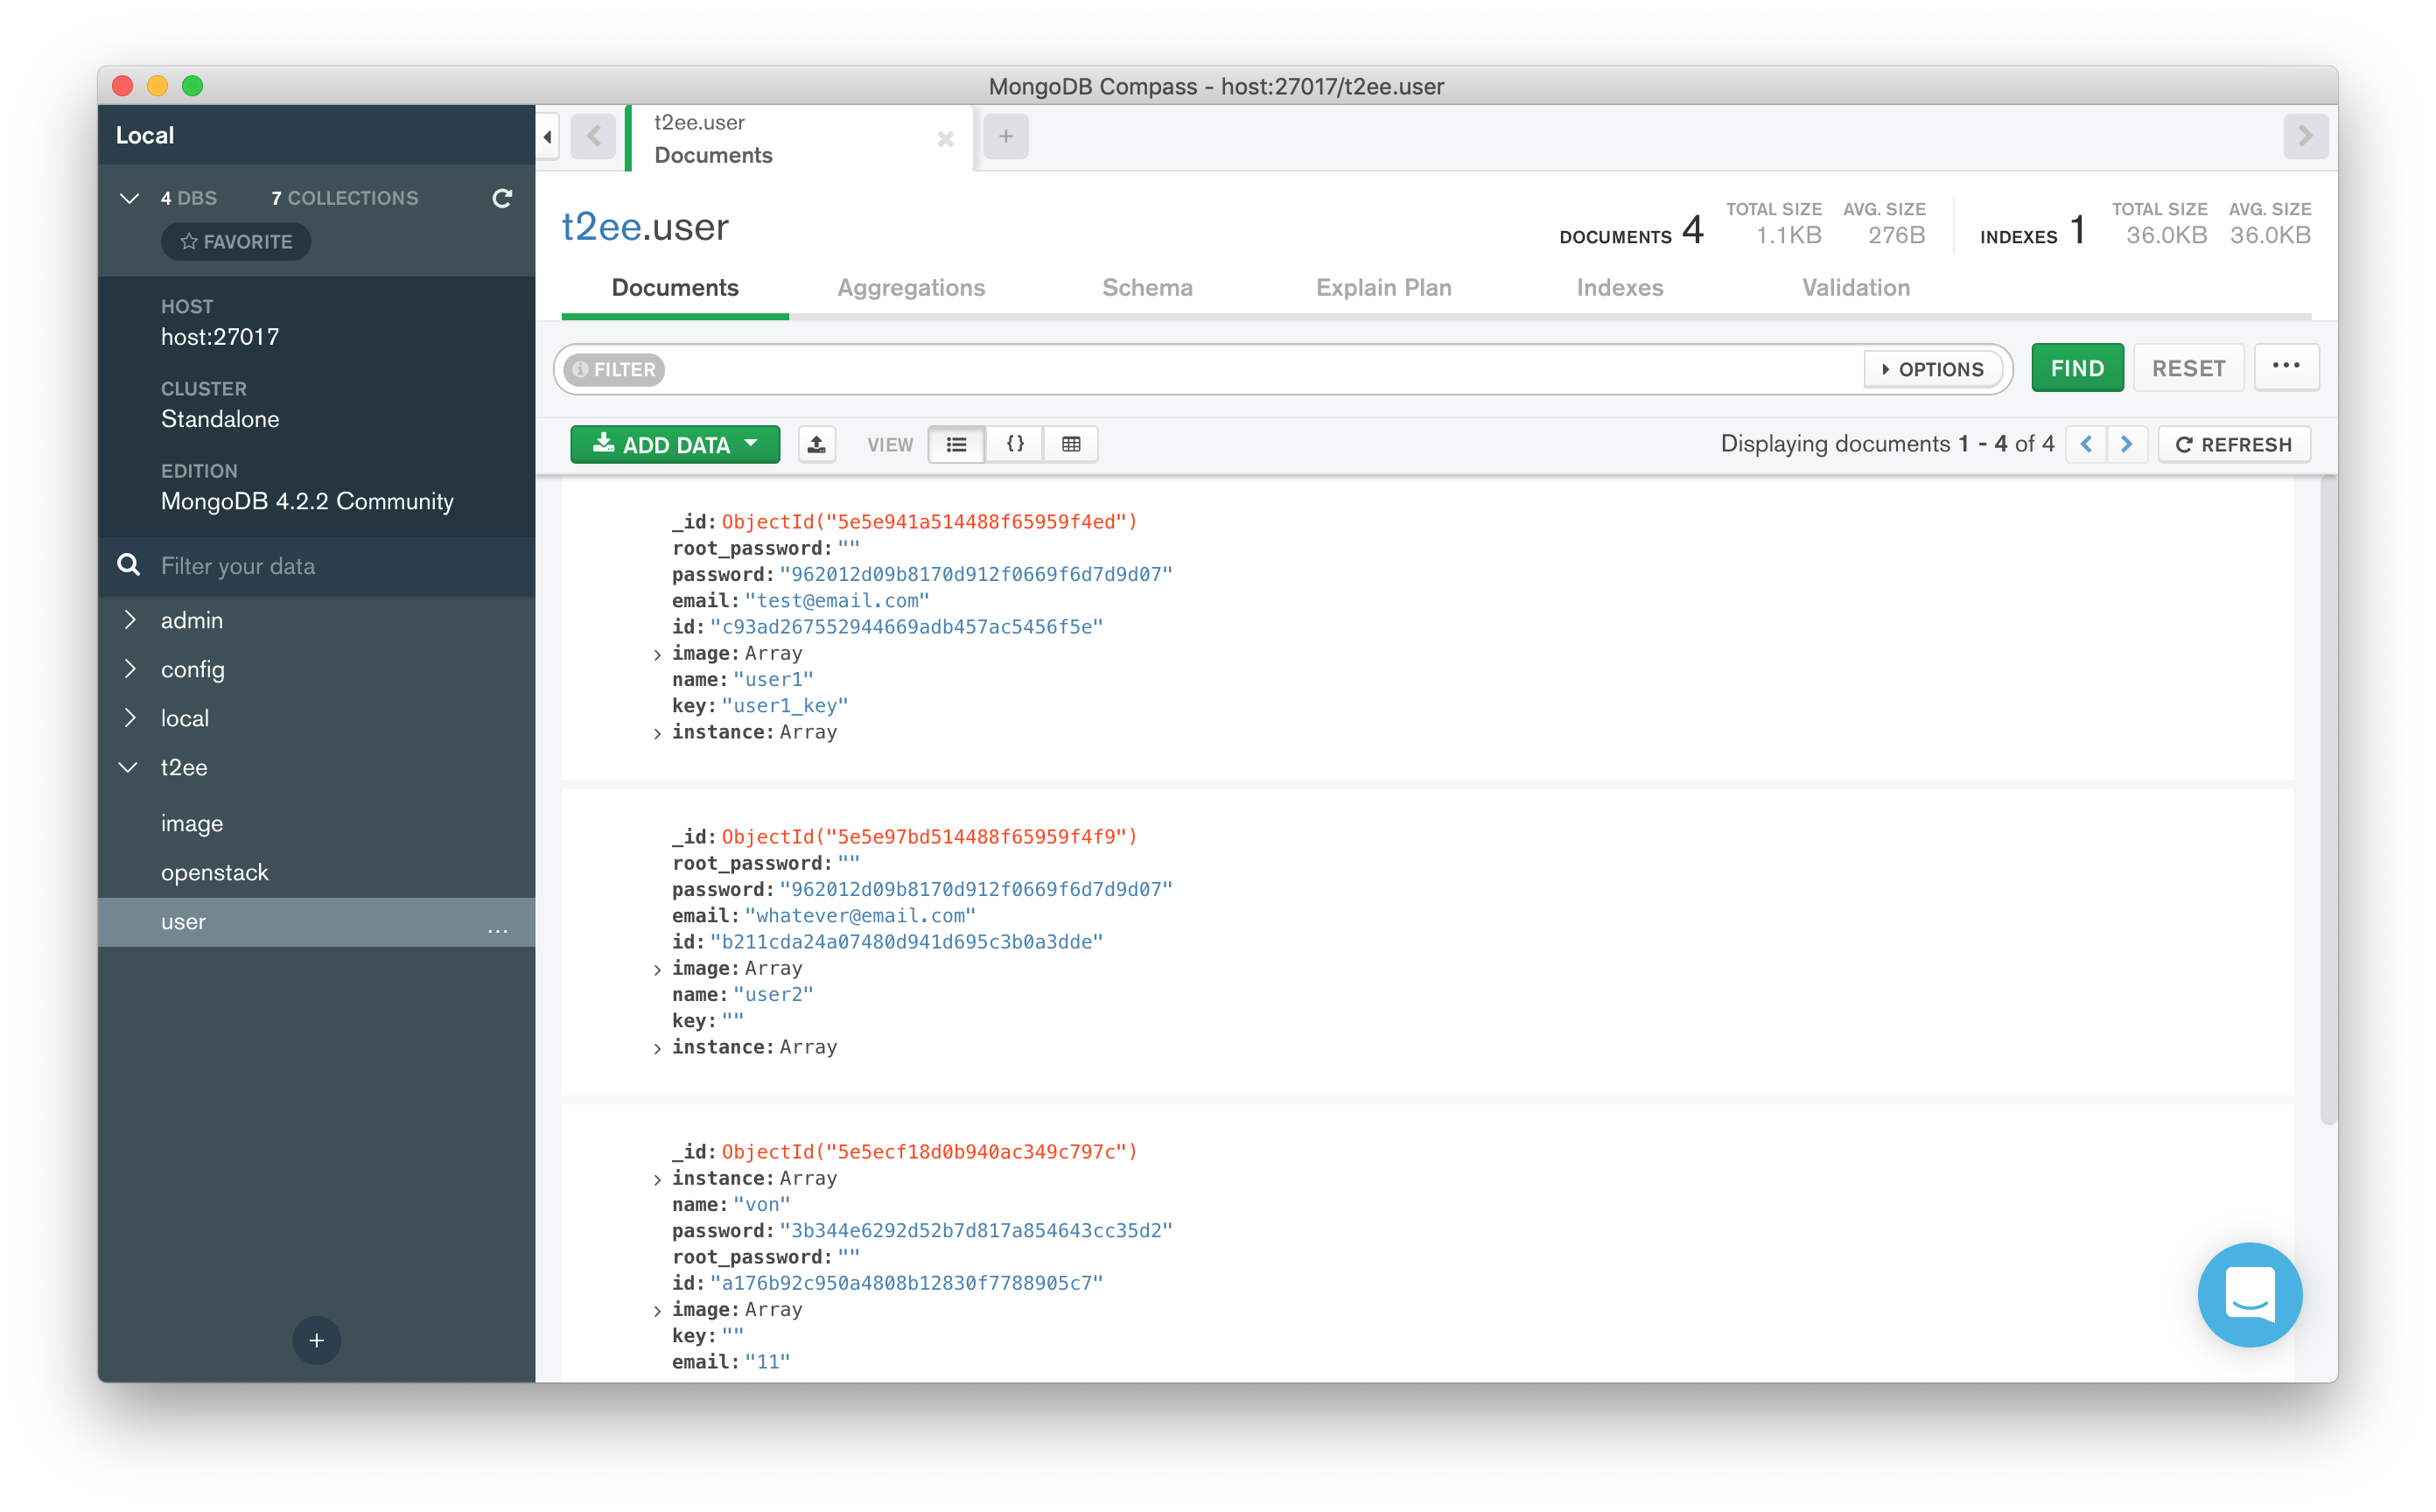 MongoDB Compass - host:27017/t2ee.user
Local
4 DBS 7 COLLECTIONS
FAVORITE
HOST
host:27017
CLUSTER
Standalone
EDITION
MongoDB 4.2.2 Community
Filter your data
admin
config
local
t2ee
image
openstack
user ...
t2ee.user
Documents
t2ee.user
DOCUMENTS 4
TOTAL SIZE
1.1KB
AVG. SIZE
276B
INDEXES 1
TOTAL SIZE
36.0KB
AVG. SIZE
36.0KB
Documents Aggregations Schema Explain Plan Indexes Validation
FILTER OPTIONS FIND RESET ...
ADD DATA VIEW {} Displaying documents 1 - 4 of 4 REFRESH
_id: ObjectId("5e5e941a514488f65959f4ed")
root_password: ""
password: "962012d09b8170d912f0669f6d7d9d07"
email: "test@email.com"
id: "c93ad267552944669adb457ac5456f5e"
image: Array
name: "user1"
key: "user1_key"
instance: Array
_id: ObjectId("5e5e97bd514488f65959f4f9")
root_password: ""
password: "962012d09b8170d912f0669f6d7d9d07"
email: "whatever@email.com"
id: "b211cda24a07480d941d695c3b0a3dde"
image: Array
name: "user2"
key: ""
instance: Array
_id: ObjectId("5e5ecf18d0b940ac349c797c")
instance: Array
name: "von"
password: "3b344e6292d52b7d817a854643cc35d2"
root_password: ""
id: "a176b92c950a4808b12830f7788905c7"
image: Array
key: ""
email: "11"